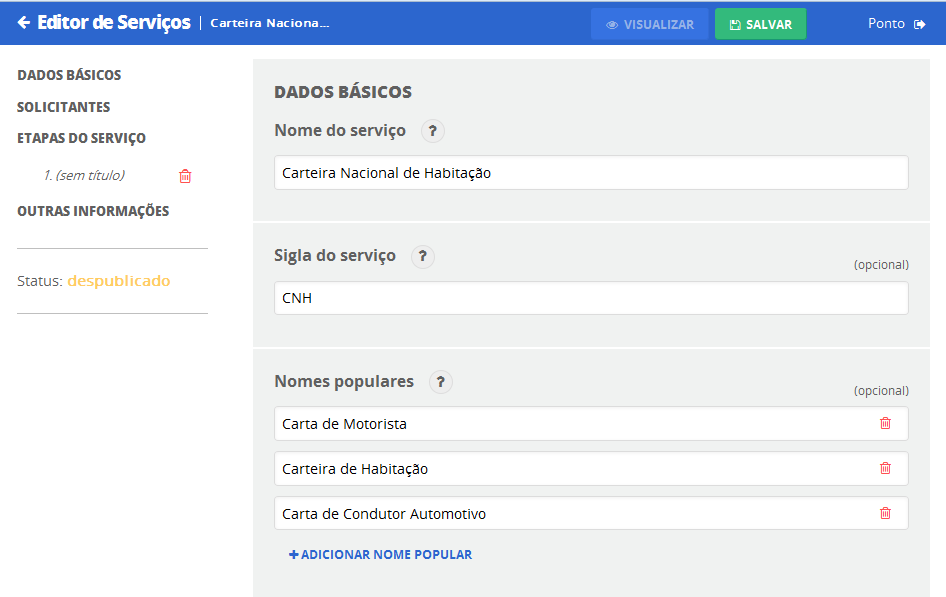 Editor de Serviços | Carteira Naciona... VISUALIZAR SALVAR Ponto
DADOS BÁSICOS
SOLICITANTES
ETAPAS DO SERVIÇO
1. (sem título)
OUTRAS INFORMAÇÕES
Status: despublicado
DADOS BÁSICOS
Nome do serviço ?
Carteira Nacional de Habitação
Sigla do serviço ?
(opcional)
CNH
Nomes populares ?
(opcional)
Carta de Motorista
Carteira de Habitação
Carta de Condutor Automotivo
+ ADICIONAR NOME POPULAR